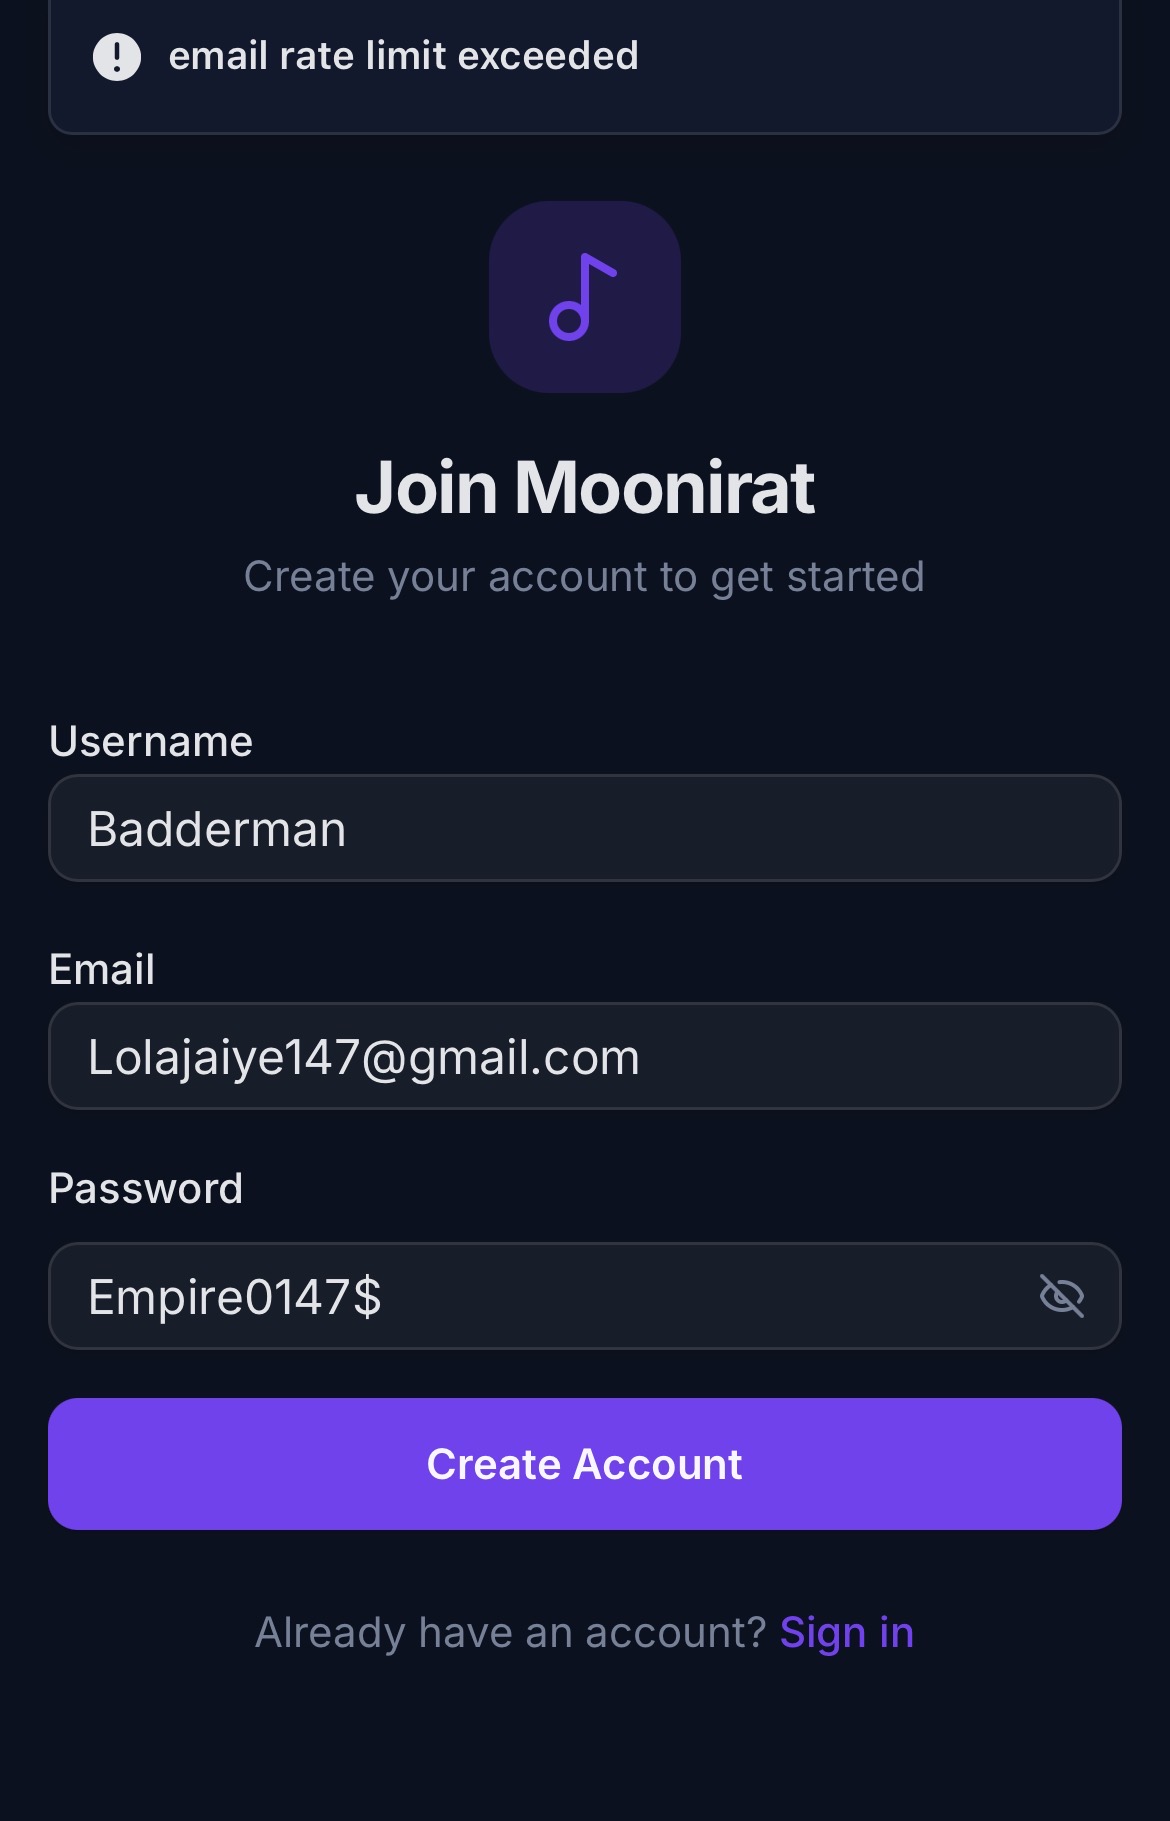 email rate limit exceeded
Join Moonirat
Create your account to get started
Username
Badderman
Email
Lolajaiye147@gmail.com
Password
Empire0147$
Create Account
Already have an account? Sign in